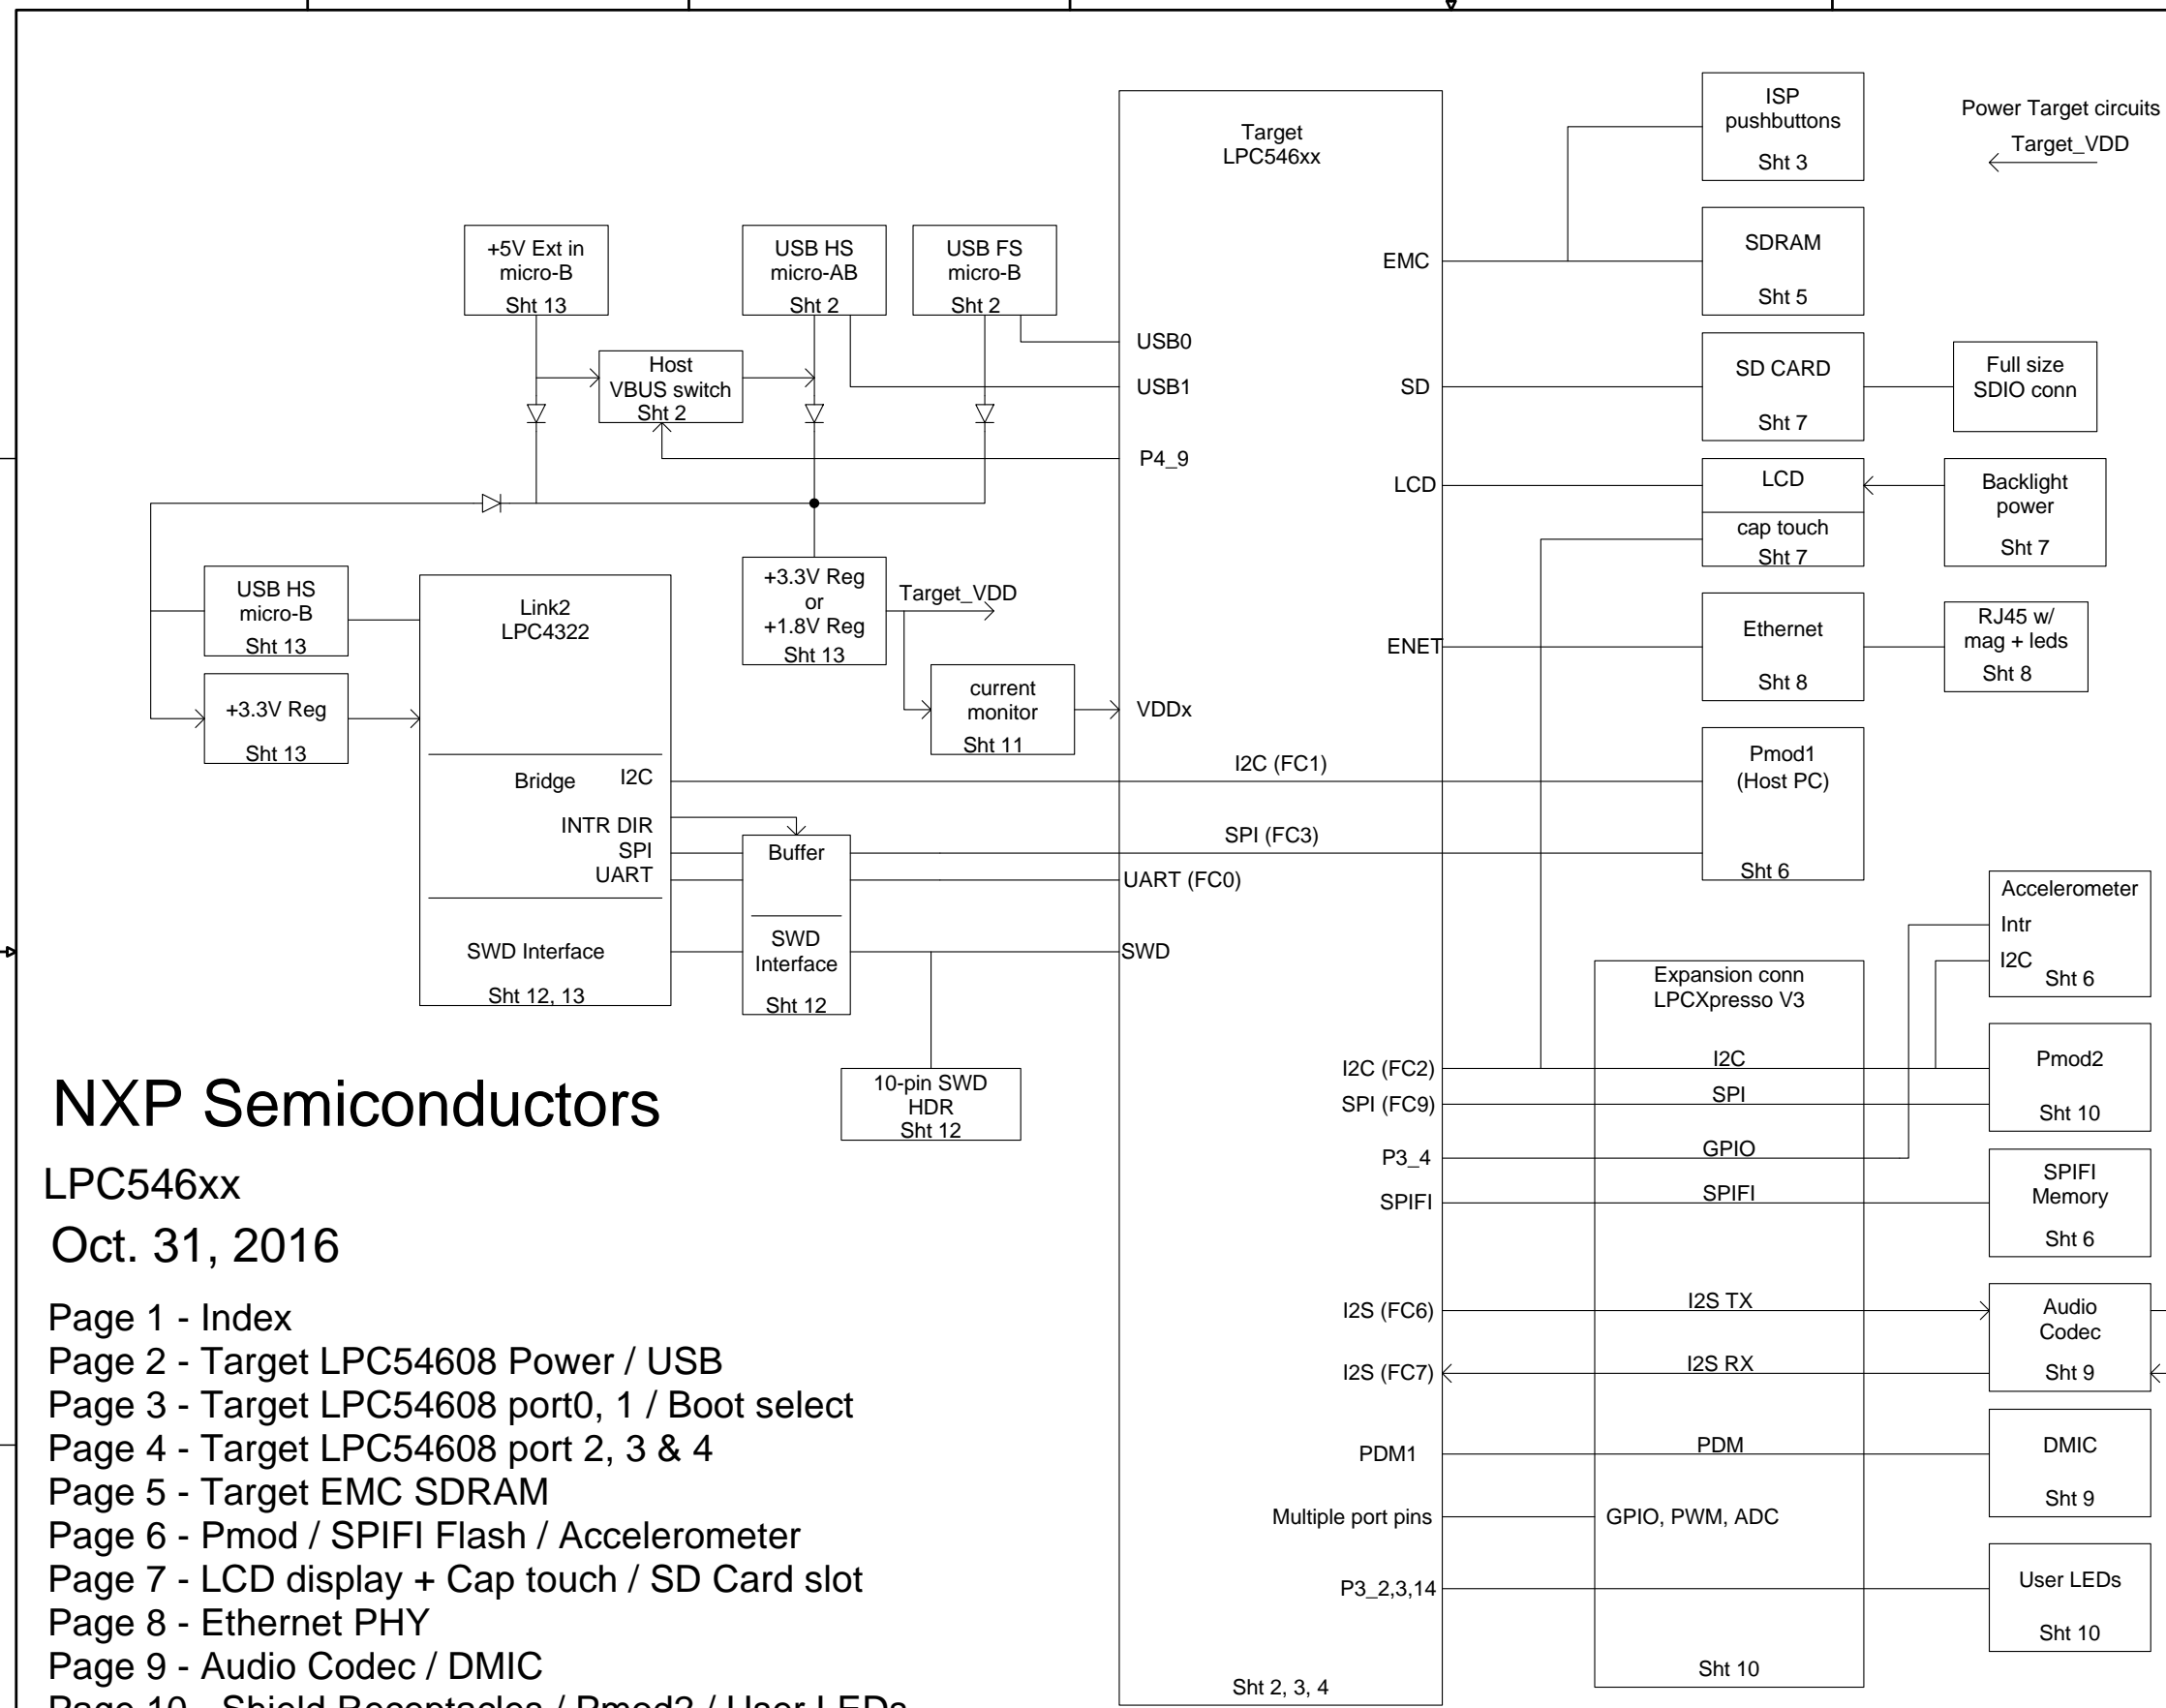 Power Target circuits
Target_VDD
Target
LPC546xx
USB0
USB1
P4_9
VDDx
I2C (FC1)
SPI (FC3)
UART (FC0)
SWD
EMC
SD
LCD
ENET
I2C (FC2)
SPI (FC9)
P3_4
SPIFI
I2S (FC6)
I2S (FC7)
PDM1
Multiple port pins
P3_2,3,14
Sht 2, 3, 4
ISP
pushbuttons
Sht 3
SDRAM
Sht 5
SD CARD
Sht 7
Full size
SDIO conn
LCD
cap touch
Sht 7
Backlight
power
Sht 7
Ethernet
Sht 8
RJ45 w/
mag + leds
Sht 8
Pmod1
(Host PC)
Sht 6
Accelerometer
Intr
I2C
Sht 6
Expansion conn
LPCXpresso V3
I2C
SPI
GPIO
SPIFI
I2S TX
I2S RX
PDM
GPIO, PWM, ADC
Sht 10
Pmod2
Sht 10
SPIFI
Memory
Sht 6
Audio
Codec
Sht 9
DMIC
Sht 9
User LEDs
Sht 10
+5V Ext in
micro-B
Sht 13
USB HS
micro-AB
Sht 2
USB FS
micro-B
Sht 2
Host
VBUS switch
Sht 2
USB HS
micro-B
Sht 13
+3.3V Reg
Sht 13
Link2
LPC4322
Bridge
I2C
INTR DIR
SPI
UART
SWD Interface
Sht 12, 13
+3.3V Reg
or
+1.8V Reg
Sht 13
Target_VDD
current
monitor
Sht 11
Buffer
SWD
Interface
Sht 12
10-pin SWD
HDR
Sht 12
NXP Semiconductors
LPC546xx
Oct. 31, 2016
Page 1 - Index
Page 2 - Target LPC54608 Power / USB
Page 3 - Target LPC54608 port0, 1 / Boot select
Page 4 - Target LPC54608 port 2, 3 & 4
Page 5 - Target EMC SDRAM
Page 6 - Pmod / SPIFI Flash / Accelerometer
Page 7 - LCD display + Cap touch / SD Card slot
Page 8 - Ethernet PHY
Page 9 - Audio Codec / DMIC
Page 10 - Shield Receptacles / Pmod2 / User LEDs